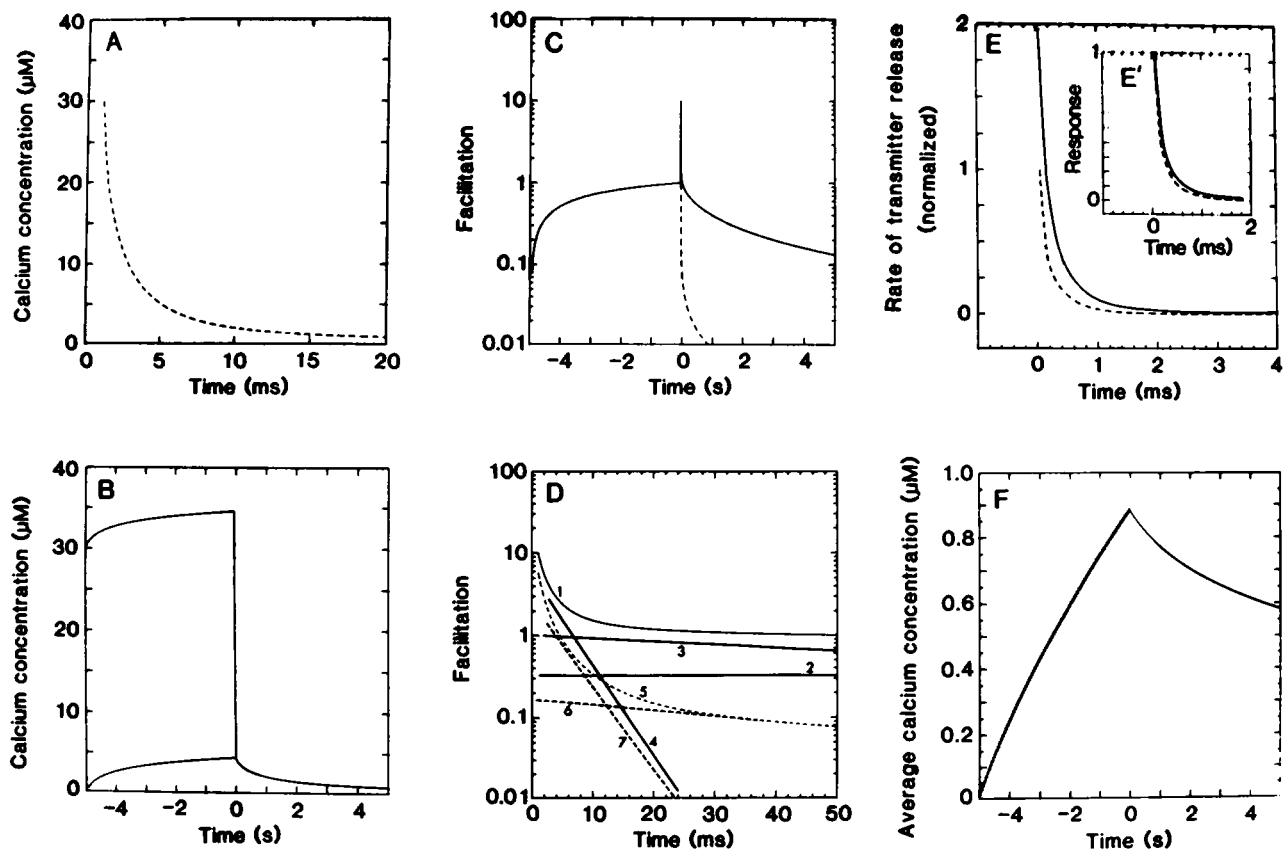 A
Calcium concentration (µM)
40
30
20
10
0
0 5 10 15 20
Time (ms)
C
Facilitation
100
10
1
0.1
0.01
-4 -2 0 2 4
Time (s)
E
Rate of transmitter release
(normalized)
2
1
0
0 1 2 3 4
Time (ms)
E'
Response
1
0
0 2
Time (ms)
B
Calcium concentration (µM)
40
30
20
10
0
-4 -2 0 2 4
Time (s)
D
Facilitation
100
10
1
0.1
0.01
0 10 20 30 40 50
Time (ms)
1
3
2
5
6
7
4
F
Average calcium concentration (µM)
1.0
0.8
0.6
0.4
0.2
0
-4 -2 0 2 4
Time (s)